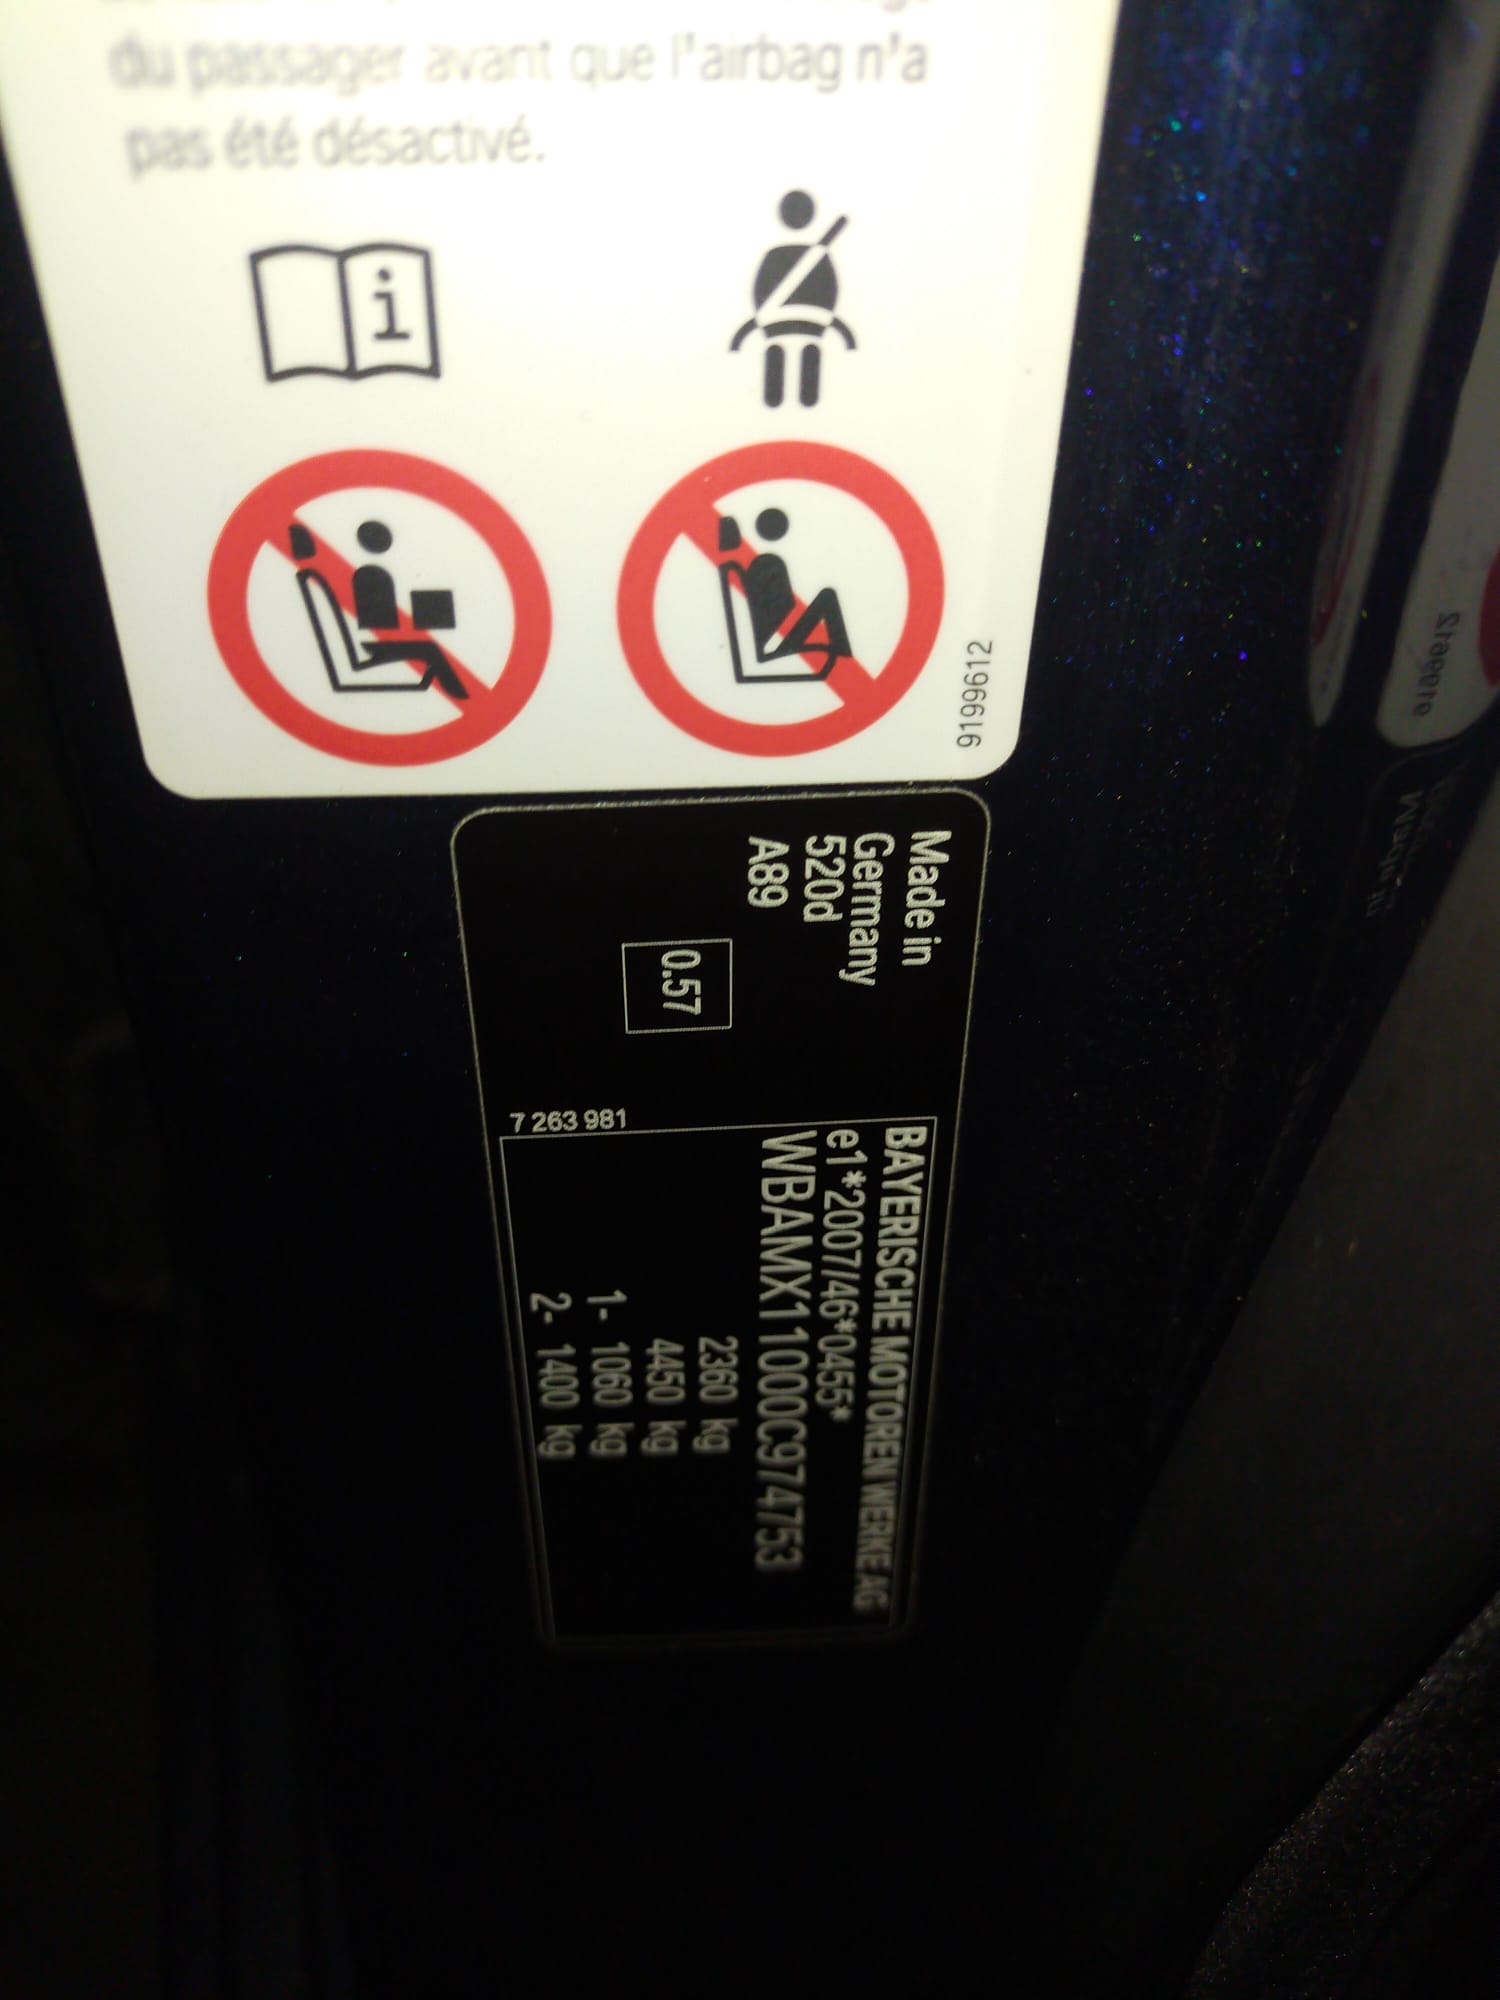 du passager avant que l'airbag n'a
pas été désactivé.
9199612
Made in
Germany
520d
A89
0.57
7 263 981
BAYERISCHE MOTOREN WERKE AG
e1*2007/46*0455*
WBAMX11000C974753
2360 kg
4450 kg
1- 1060 kg
2- 1400 kg